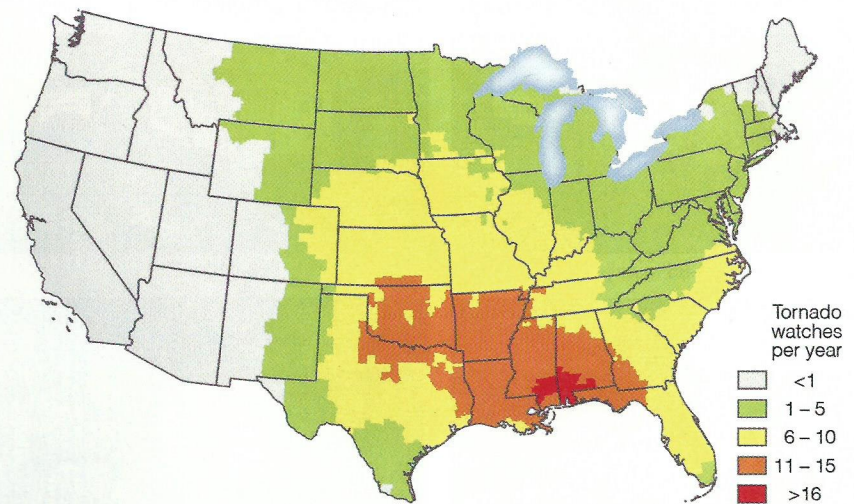 Tornado
watches
per year
<1
1 – 5
6 – 10
11 – 15
>16